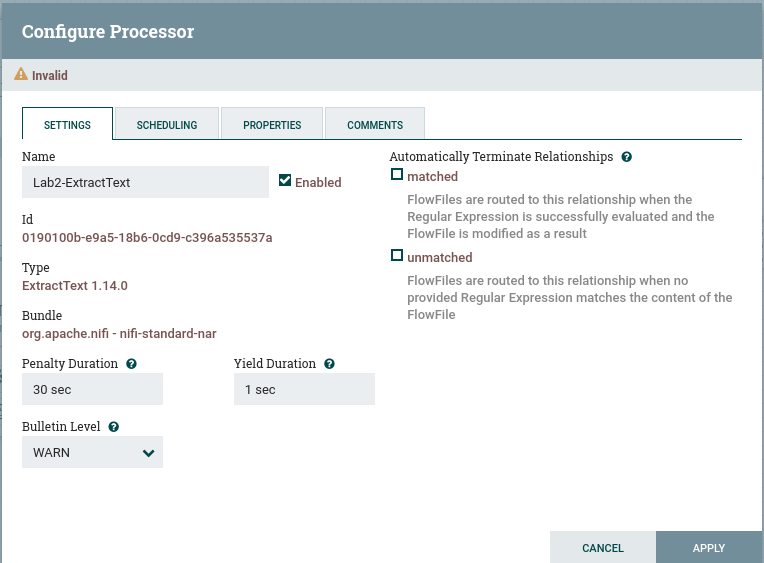 Configure Processor
Invalid
SETTINGS
SCHEDULING
PROPERTIES
COMMENTS
Name
Lab2-ExtractText
Enabled
Id
0190100b-e9a5-18b6-0cd9-c396a535537a
Type
ExtractText 1.14.0
Bundle
org.apache.nifi - nifi-standard-nar
Penalty Duration
30 sec
Yield Duration
1 sec
Bulletin Level
WARN
Automatically Terminate Relationships
matched
FlowFiles are routed to this relationship when the
Regular Expression is successfully evaluated and the
FlowFile is modified as a result
unmatched
FlowFiles are routed to this relationship when no
provided Regular Expression matches the content of the
FlowFile
CANCEL
APPLY